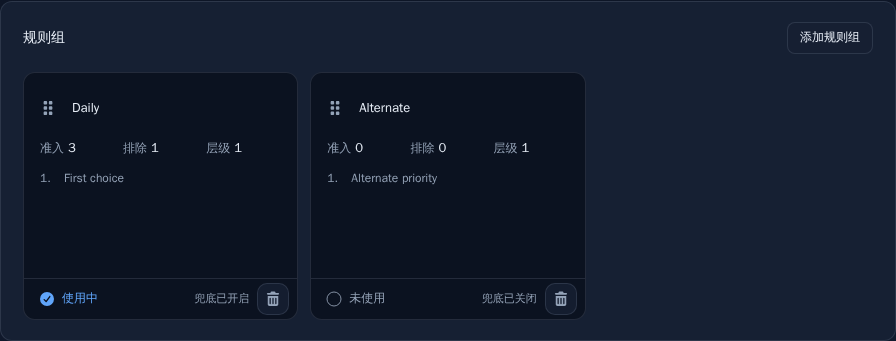 规则组
添加规则组
Daily
准入 3 排除 1 层级 1
1. First choice
使用中 兜底已开启
Alternate
准入 0 排除 0 层级 1
1. Alternate priority
未使用 兜底已关闭